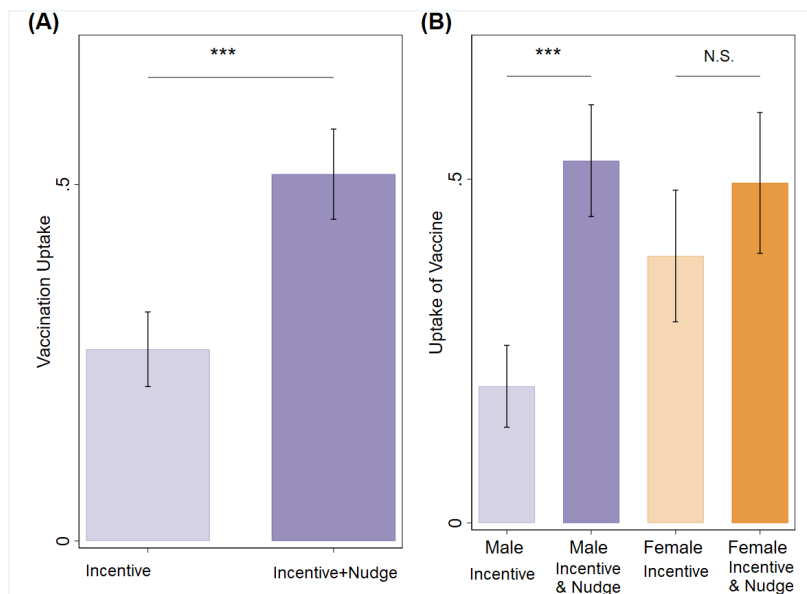 (A)
***
Vaccination Uptake
.5
0
Incentive
Incentive+Nudge
(B)
***
N.S.
Uptake of Vaccine
.5
0
Male
Incentive
Male
Incentive
& Nudge
Female
Incentive
Female
Incentive
& Nudge